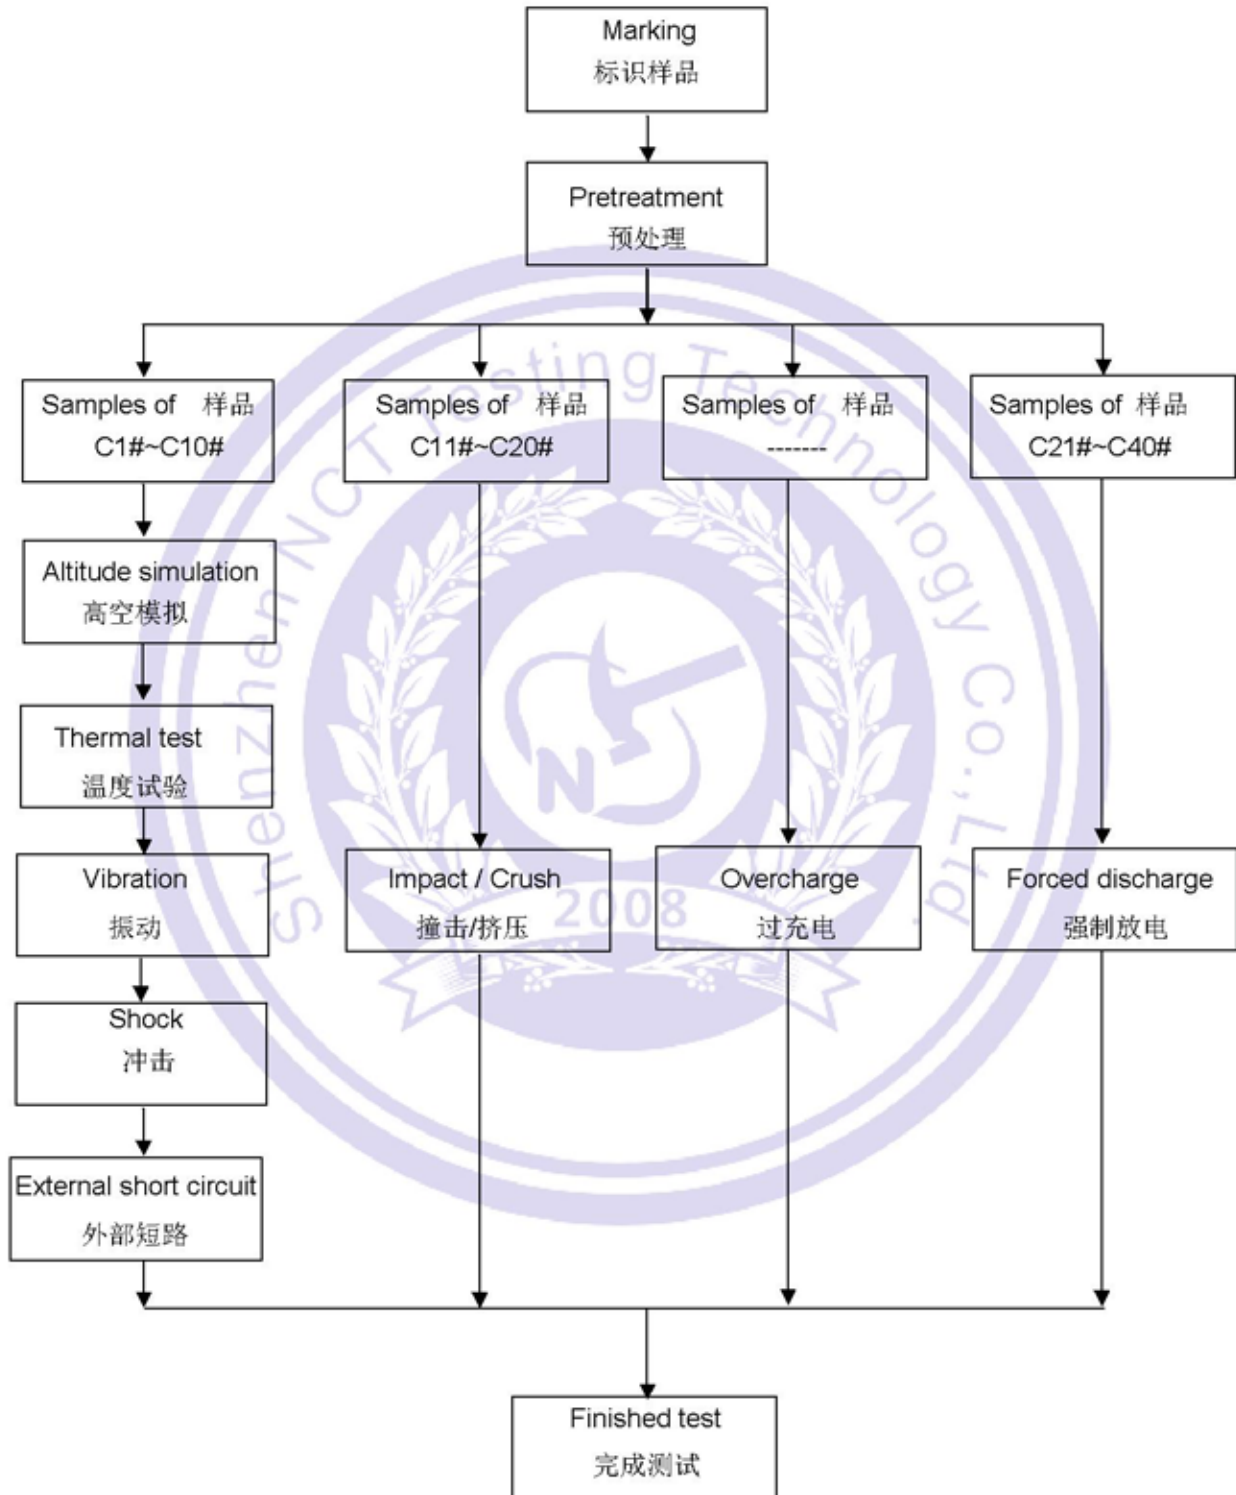 Marking
标识样品
Pretreatment
预处理
Samples of 样品
C1#~C10#
Samples of 样品
C11#~C20#
Samples of 样品
-------
Samples of 样品
C21#~C40#
Altitude simulation
高空模拟
Thermal test
温度试验
Vibration
振动
Impact / Crush
撞击/挤压
Overcharge
过充电
Forced discharge
强制放电
Shock
冲击
External short circuit
外部短路
Finished test
完成测试
Shenzhen NCT Testing Technology Co.,Ltd.
N
2008